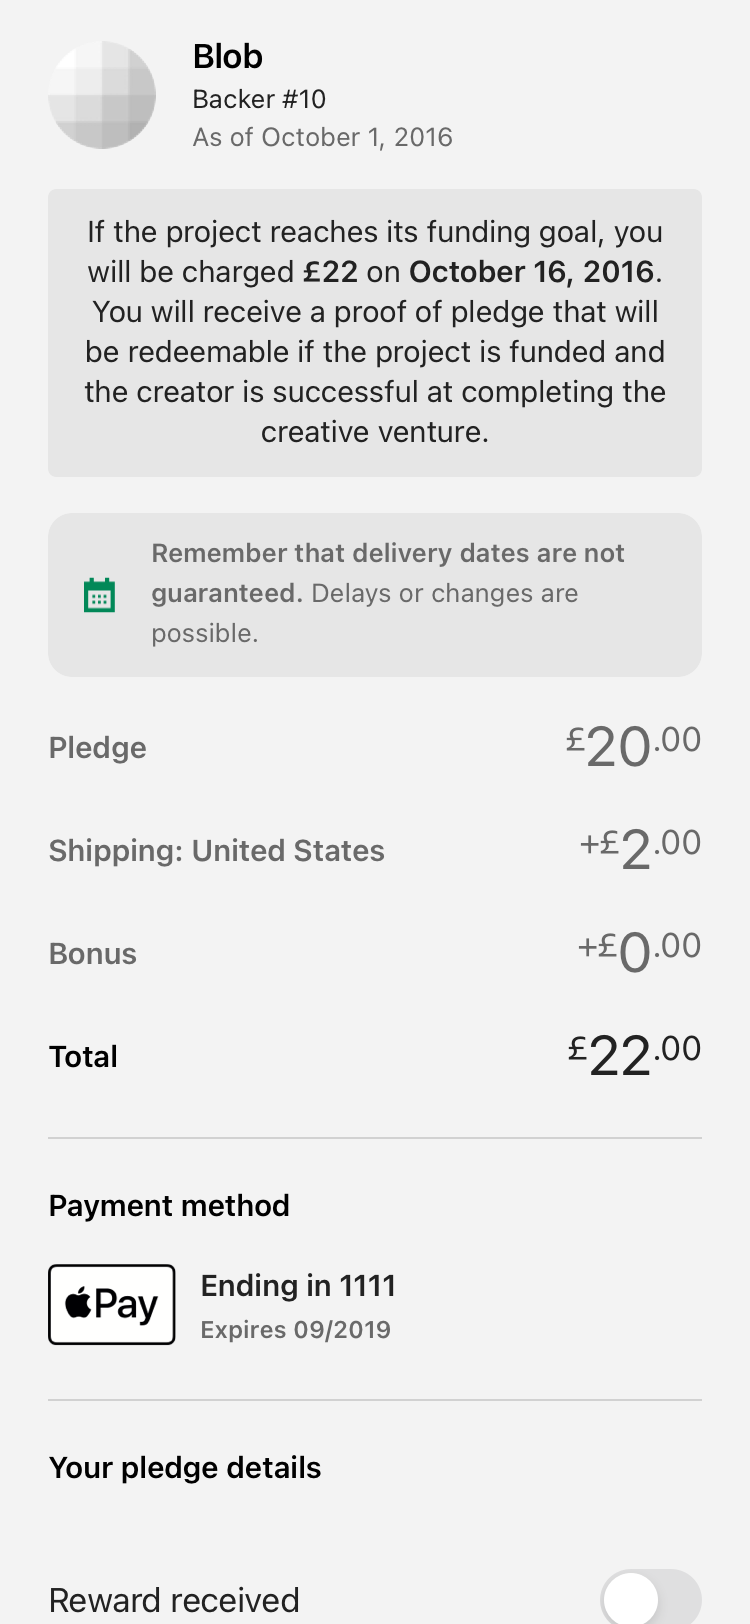 Blob
Backer #10
As of October 1, 2016
If the project reaches its funding goal, you
will be charged £22 on October 16, 2016.
You will receive a proof of pledge that will
be redeemable if the project is funded and
the creator is successful at completing the
creative venture.
Remember that delivery dates are not
guaranteed. Delays or changes are
possible.
Pledge £20.00
Shipping: United States +£2.00
Bonus +£0.00
Total £22.00
Payment method
Pay
Ending in 1111
Expires 09/2019
Your pledge details
Reward received